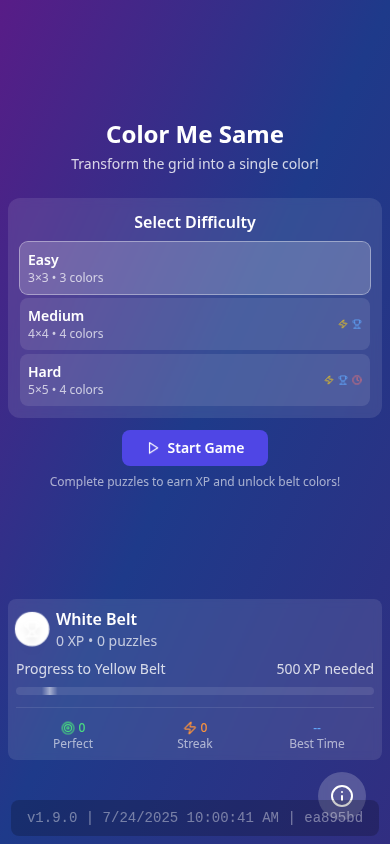 Color Me Same
Transform the grid into a single color!
Select Difficulty
Easy
3×3 • 3 colors
Medium
4×4 • 4 colors
Hard
5×5 • 4 colors
Start Game
Complete puzzles to earn XP and unlock belt colors!
White Belt
0 XP • 0 puzzles
Progress to Yellow Belt 500 XP needed
0 0 --
Perfect Streak Best Time
v1.9.0 | 7/24/2025 10:00:41 AM | ea895bd